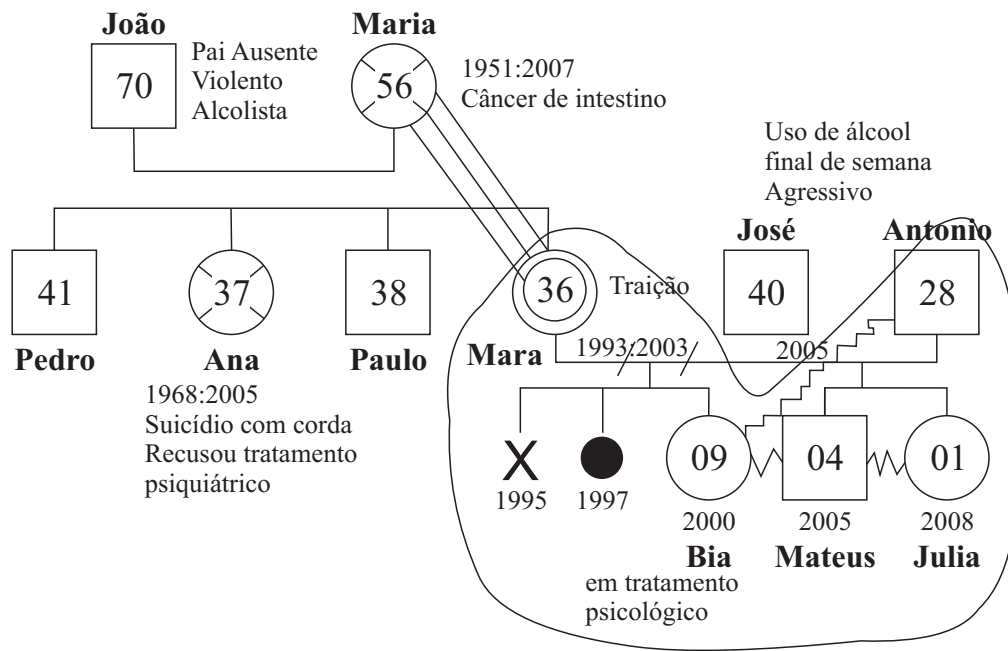 João
70
Pai Ausente
Violento
Alcolista
Maria
56
1951:2007
Câncer de intestino
Uso de álcool
final de semana
Agressivo
41
Pedro
37
Ana
1968:2005
Suicídio com corda
Recusou tratamento
psiquiátrico
38
Paulo
36
Mara
Traição
José
40
Antonio
28
1993:2003
2005
X
1995
1997
09
2000
Bia
em tratamento
psicológico
04
2005
Mateus
01
2008
Julia